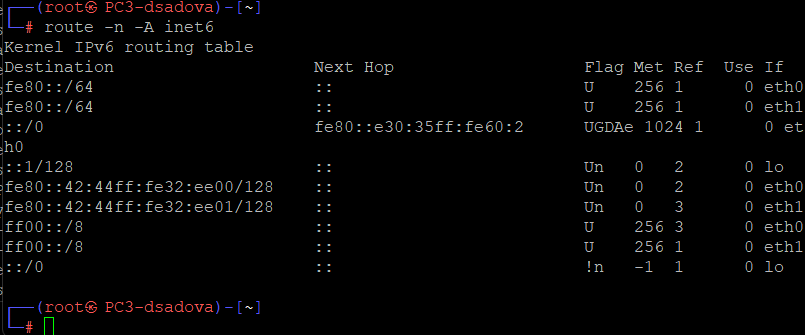 ┌──(root㉿ PC3-dsadova)-[~]
└─# route -n -A inet6
Kernel IPv6 routing table
Destination                    Next Hop                   Flag Met Ref  Use If
fe80::/64                      ::                         U    256 1      0 eth0
fe80::/64                      ::                         U    256 1      0 eth1
::/0                           fe80::e30:35ff:fe60:2      UGDAe 1024 1      0 et
h0
::1/128                        ::                         Un   0   2      0 lo
fe80::42:44ff:fe32:ee00/128    ::                         Un   0   2      0 eth0
fe80::42:44ff:fe32:ee01/128    ::                         Un   0   3      0 eth1
ff00::/8                       ::                         U    256 3      0 eth0
ff00::/8                       ::                         U    256 1      0 eth1
::/0                           ::                         !n   -1  1      0 lo
┌──(root㉿ PC3-dsadova)-[~]
└─#